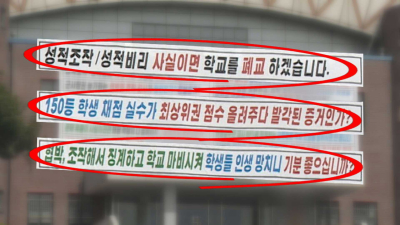 성적조작/성적비리 사실이면 학교를 폐교 하겠습니다.
150등 학생 채점 실수가 최상위권 점수 올려주다 발각된 증거인가?
협박, 조작해서 징계하고 학교 마비시켜 학생들 인생 망치니 기분 좋으십니까?